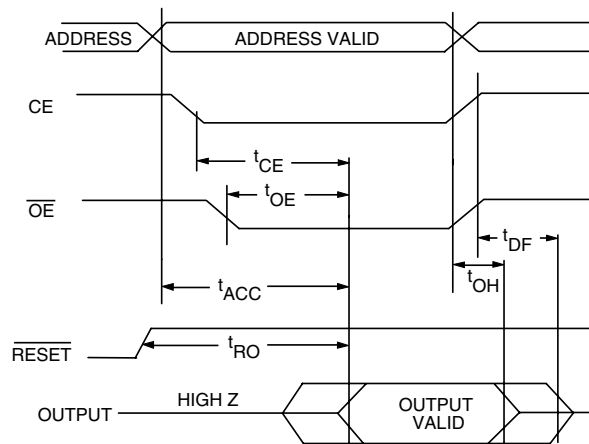 ADDRESS ADDRESS VALID
CE
tCE
tOE
OE
tDF
tOH
tACC
tRO
RESET
HIGH Z
OUTPUT
OUTPUT
VALID